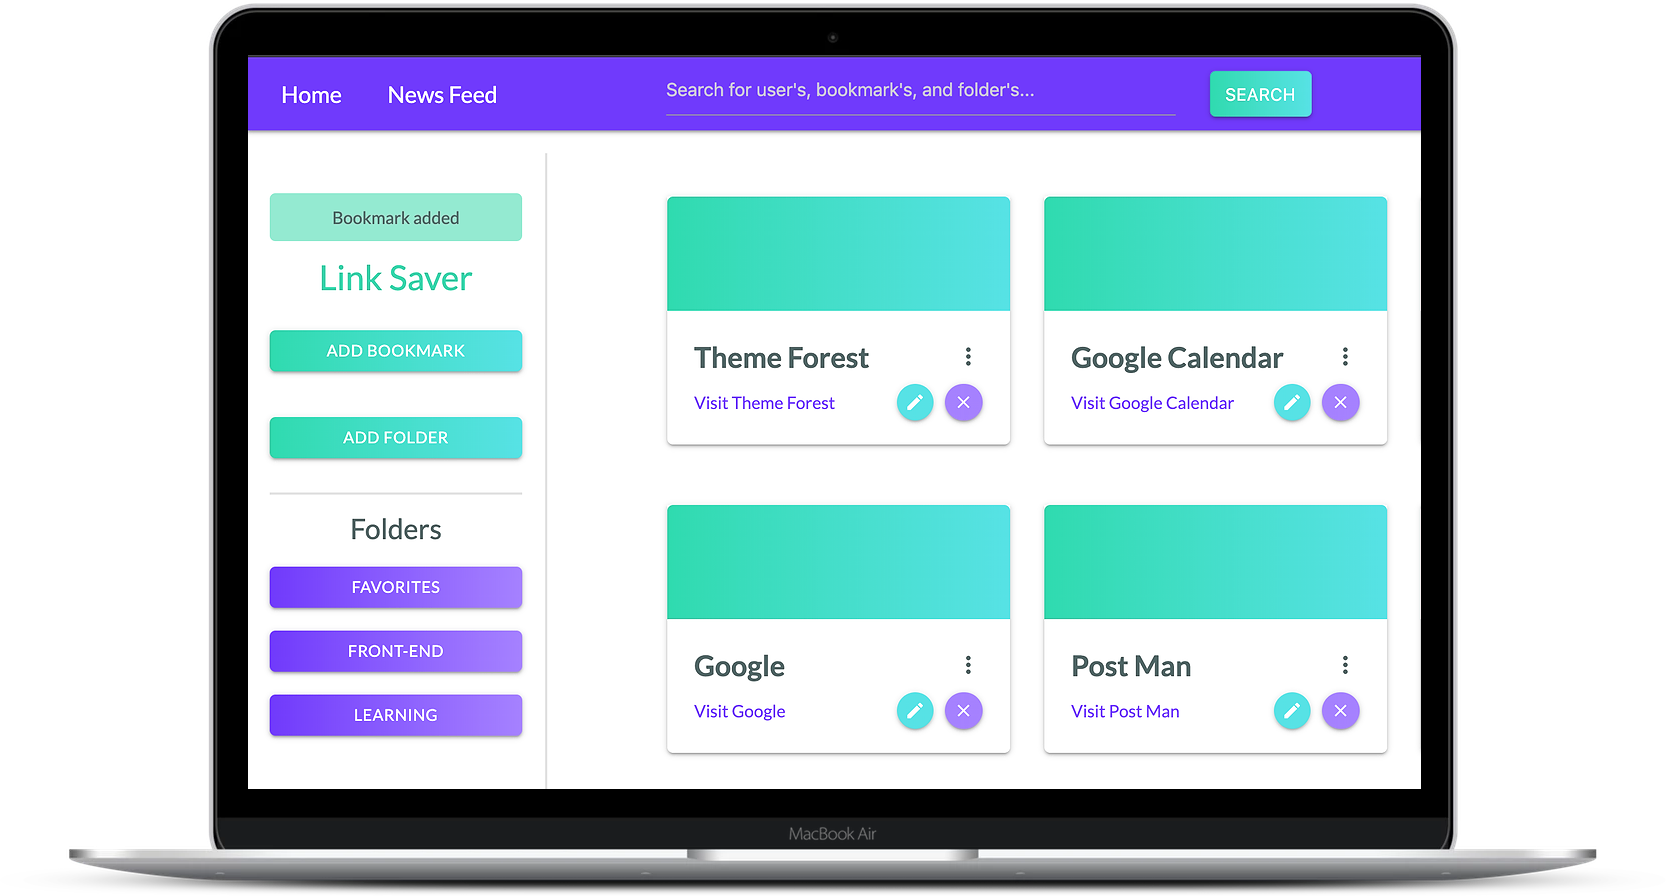 Home
News Feed
Search for user's, bookmark's, and folder's...
SEARCH
Bookmark added
Link Saver
ADD BOOKMARK
ADD FOLDER
Folders
FAVORITES
FRONT-END
LEARNING
Theme Forest
Visit Theme Forest
Google Calendar
Visit Google Calendar
Google
Visit Google
Post Man
Visit Post Man
MacBook Air